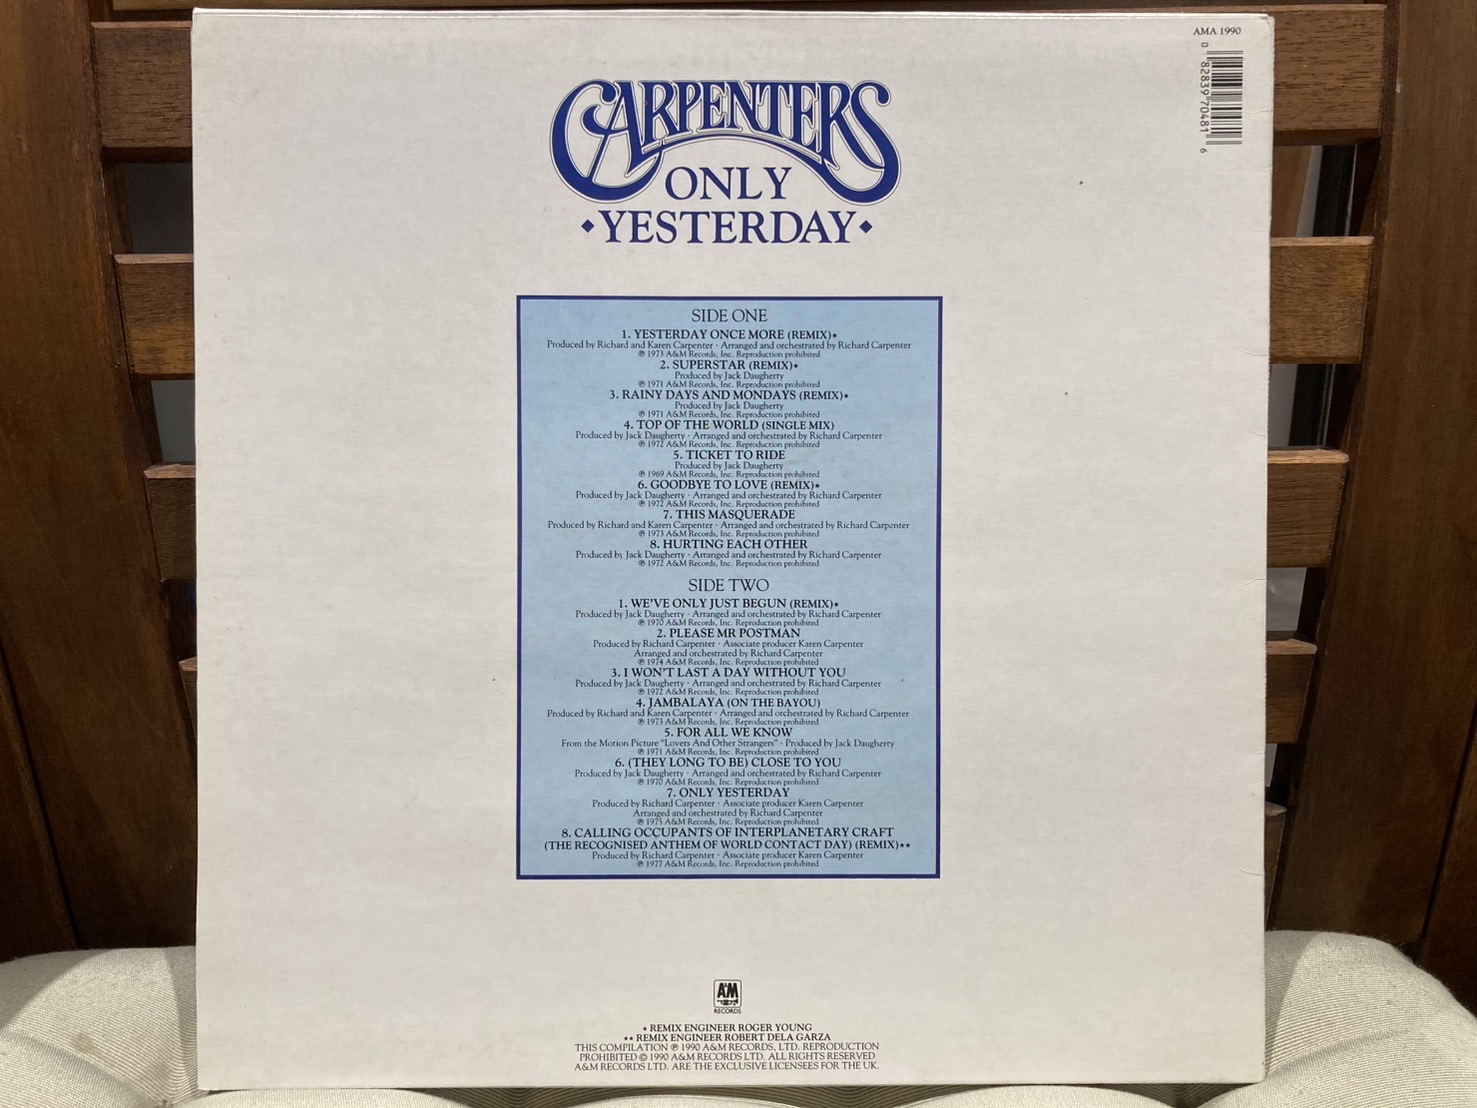 AMA 1990
0 82839 70481 6
CARPENTERS
ONLY
◆YESTERDAY◆
SIDE ONE
1. YESTERDAY ONCE MORE (REMIX)★
Produced by Richard and Karen Carpenter · Arranged and orchestrated by Richard Carpenter
℗ 1973 A&M Records, Inc. Reproduction prohibited
2. SUPERSTAR (REMIX)★
Produced by Jack Daugherty
℗ 1971 A&M Records, Inc. Reproduction prohibited
3. RAINY DAYS AND MONDAYS (REMIX)★
Produced by Jack Daugherty
℗ 1971 A&M Records, Inc. Reproduction prohibited
4. TOP OF THE WORLD (SINGLE MIX)
Produced by Jack Daugherty · Arranged and orchestrated by Richard Carpenter
℗ 1972 A&M Records, Inc. Reproduction prohibited
5. TICKET TO RIDE
Produced by Jack Daugherty
℗ 1969 A&M Records, Inc. Reproduction prohibited
6. GOODBYE TO LOVE (REMIX)★
Produced by Jack Daugherty · Arranged and orchestrated by Richard Carpenter
℗ 1972 A&M Records, Inc. Reproduction prohibited
7. THIS MASQUERADE
Produced by Richard and Karen Carpenter · Arranged and orchestrated by Richard Carpenter
℗ 1973 A&M Records, Inc. Reproduction prohibited
8. HURTING EACH OTHER
Produced by Jack Daugherty · Arranged and orchestrated by Richard Carpenter
℗ 1972 A&M Records, Inc. Reproduction prohibited
SIDE TWO
1. WE'VE ONLY JUST BEGUN (REMIX)★
Produced by Jack Daugherty · Arranged and orchestrated by Richard Carpenter
℗ 1970 A&M Records, Inc. Reproduction prohibited
2. PLEASE MR POSTMAN
Produced by Richard Carpenter · Associate producer Karen Carpenter
Arranged and orchestrated by Richard Carpenter
℗ 1974 A&M Records, Inc. Reproduction prohibited
3. I WON'T LAST A DAY WITHOUT YOU
Produced by Jack Daugherty · Arranged and orchestrated by Richard Carpenter
℗ 1972 A&M Records, Inc. Reproduction prohibited
4. JAMBALAYA (ON THE BAYOU)
Produced by Richard and Karen Carpenter · Arranged and orchestrated by Richard Carpenter
℗ 1973 A&M Records, Inc. Reproduction prohibited
5. FOR ALL WE KNOW
From the Motion Picture "Lovers And Other Strangers" · Produced by Jack Daugherty
℗ 1971 A&M Records, Inc. Reproduction prohibited
6. (THEY LONG TO BE) CLOSE TO YOU
Produced by Jack Daugherty · Arranged and orchestrated by Richard Carpenter
℗ 1970 A&M Records, Inc. Reproduction prohibited
7. ONLY YESTERDAY
Produced by Richard Carpenter · Associate producer Karen Carpenter
Arranged and orchestrated by Richard Carpenter
℗ 1975 A&M Records, Inc. Reproduction prohibited
8. CALLING OCCUPANTS OF INTERPLANETARY CRAFT
(THE RECOGNISED ANTHEM OF WORLD CONTACT DAY) (REMIX)★★
Produced by Richard Carpenter · Associate producer Karen Carpenter
℗ 1977 A&M Records, Inc. Reproduction prohibited
A&M
RECORDS
★ REMIX ENGINEER ROGER YOUNG
★★ REMIX ENGINEER ROBERT DELA GARZA
THIS COMPILATION ℗ 1990 A&M RECORDS, LTD. REPRODUCTION
PROHIBITED © 1990 A&M RECORDS LTD. ALL RIGHTS RESERVED
A&M RECORDS LTD. ARE THE EXCLUSIVE LICENSEES FOR THE UK.